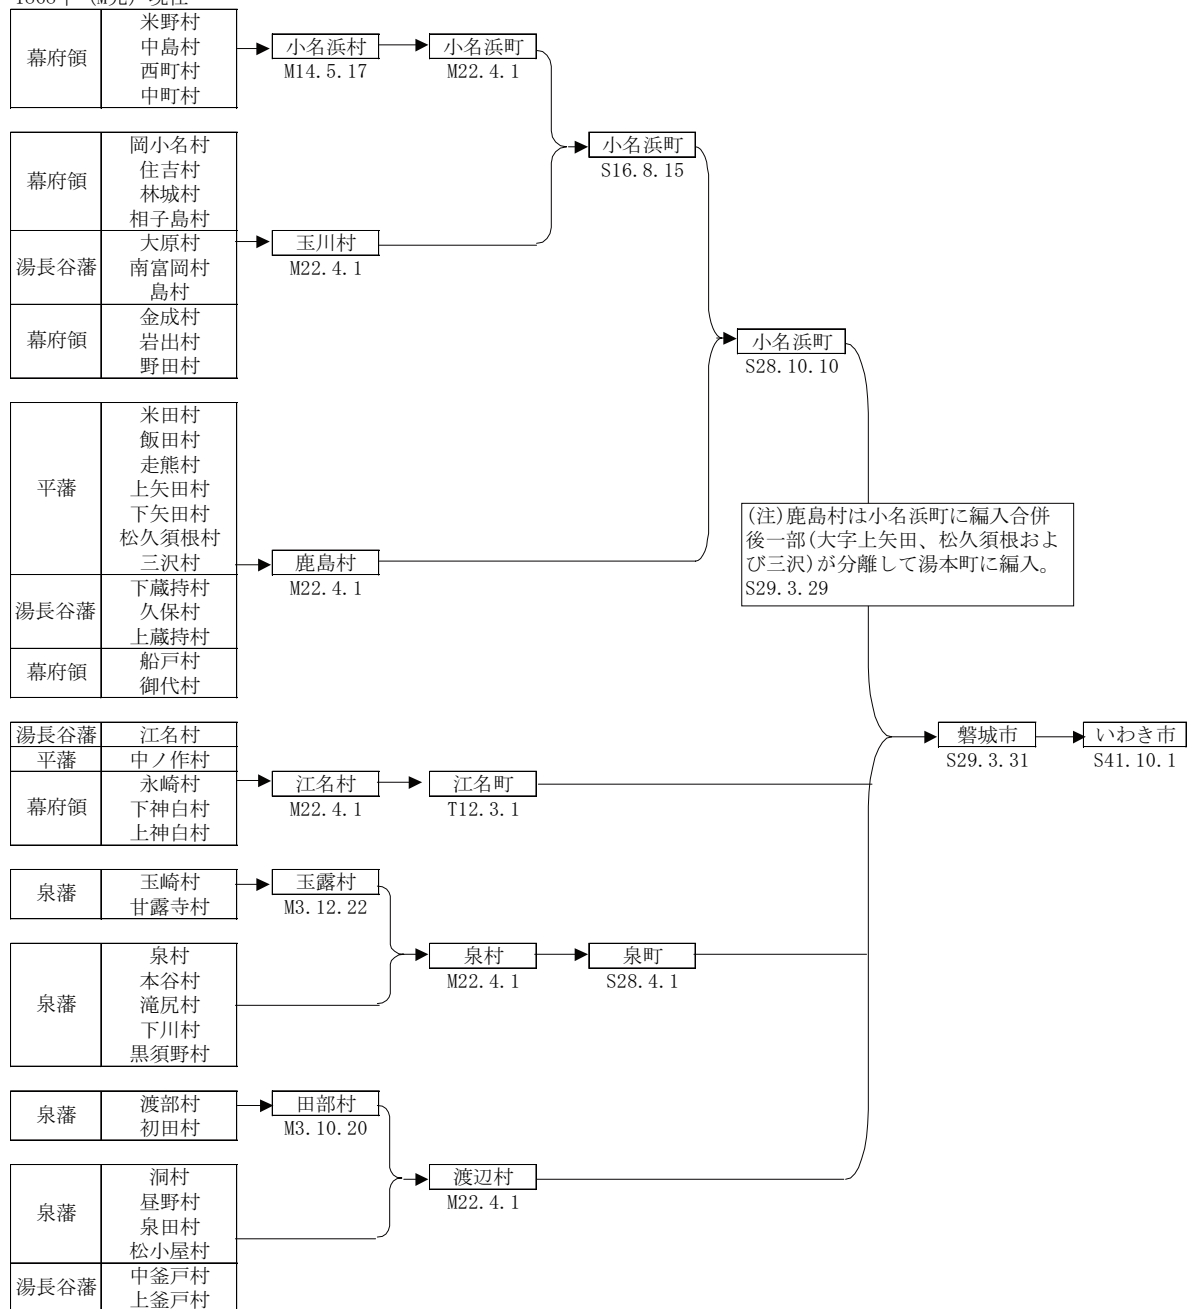 幕府領
米野村
中島村
西町村
中町村
小名浜村
M14.5.17
小名浜町
M22.4.1
幕府領
岡小名村
住吉村
林城村
相子島村
湯長谷藩
大原村
南富岡村
島村
幕府領
金成村
岩出村
野田村
玉川村
M22.4.1
小名浜町
S16.8.15
小名浜町
S28.10.10
平藩
米田村
飯田村
走熊村
上矢田村
下矢田村
松久須根村
三沢村
湯長谷藩
下蔵持村
久保村
上蔵持村
幕府領
船戸村
御代村
鹿島村
M22.4.1
(注)鹿島村は小名浜町に編入合併
後一部(大字上矢田、松久須根およ
び三沢)が分離して湯本町に編入。
S29.3.29
湯長谷藩
江名村
平藩
中ノ作村
幕府領
永崎村
下神白村
上神白村
江名村
M22.4.1
江名町
T12.3.1
磐城市
S29.3.31
いわき市
S41.10.1
泉藩
玉崎村
甘露寺村
玉露村
M3.12.22
泉藩
泉村
本谷村
滝尻村
下川村
黒須野村
泉村
M22.4.1
泉町
S28.4.1
泉藩
渡部村
初田村
田部村
M3.10.20
泉藩
洞村
昼野村
泉田村
松小屋村
湯長谷藩
中釜戸村
上釜戸村
渡辺村
M22.4.1